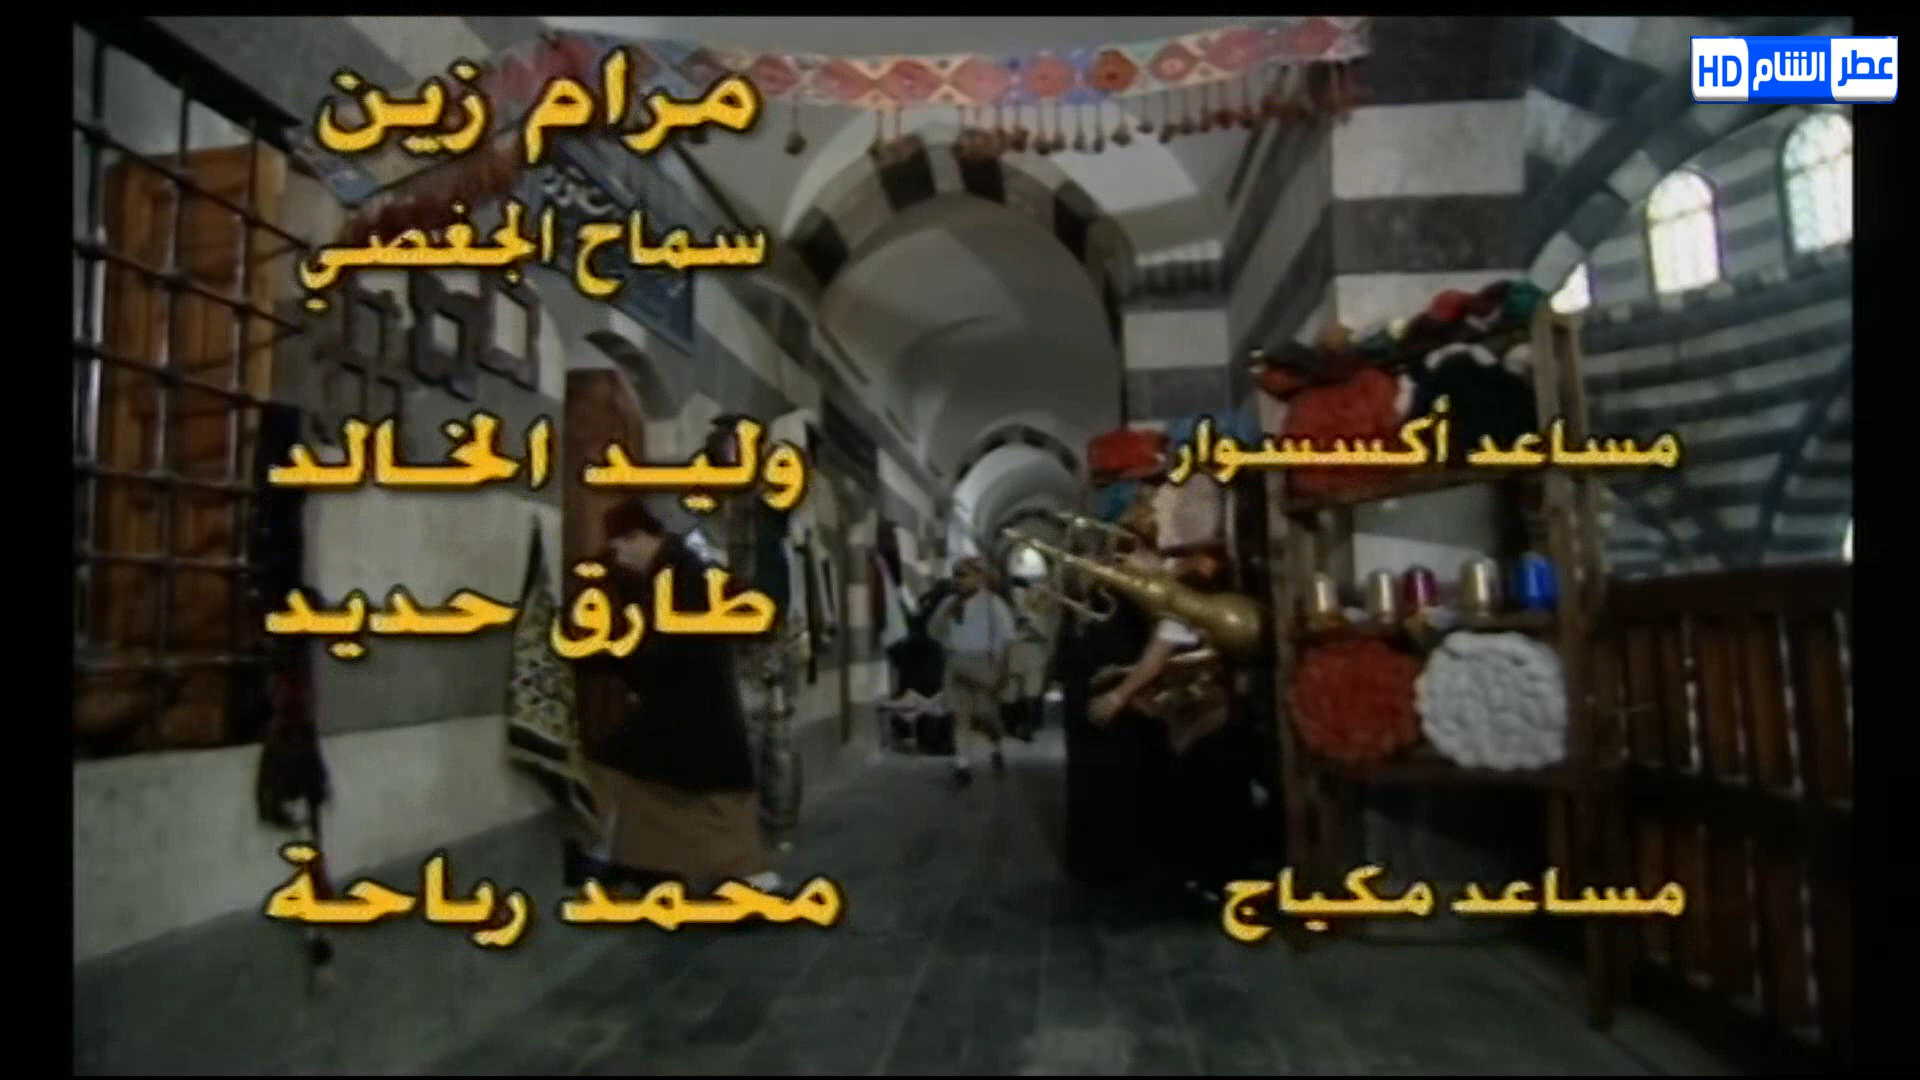 عطر الشام HD
مرام زين
سماح الجغصي
مساعد أكسسوار وليد الخالد
طارق حديد
مساعد مكياج محمد رباحة